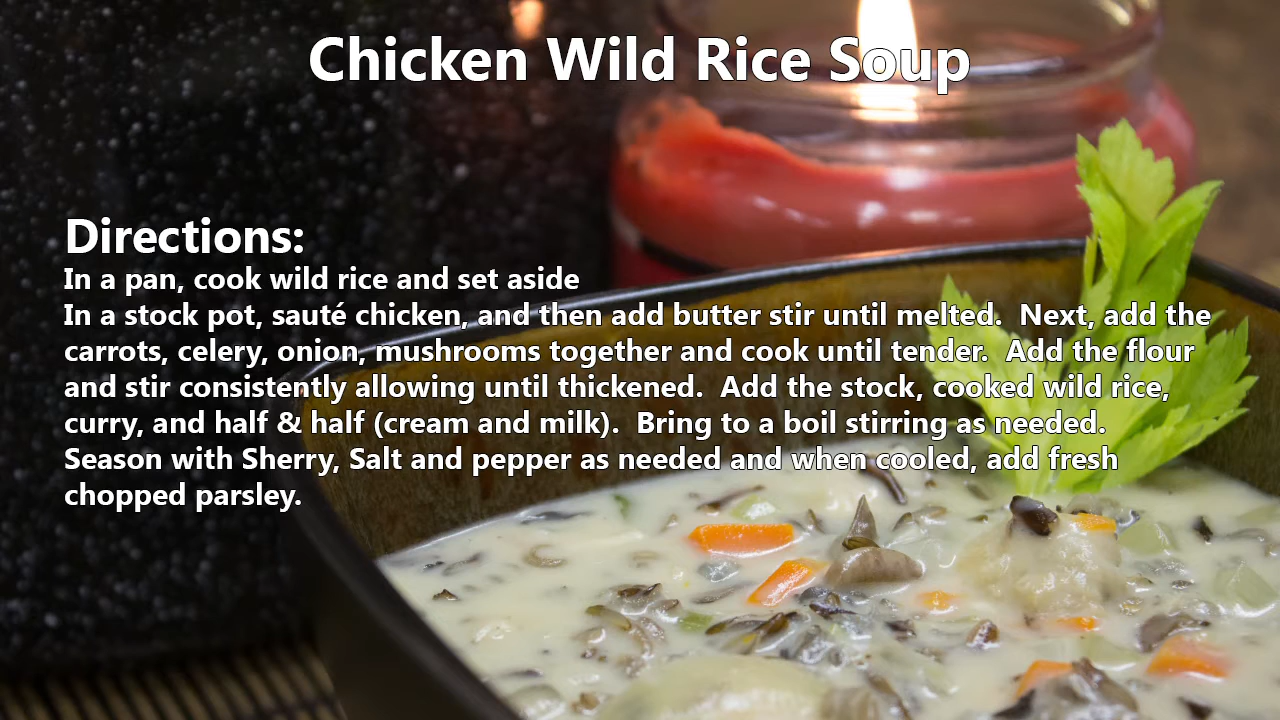 Chicken Wild Rice Soup
Directions:
In a pan, cook wild rice and set aside
In a stock pot, sauté chicken, and then add butter stir until melted.  Next, add the
carrots, celery, onion, mushrooms together and cook until tender.  Add the flour
and stir consistently allowing until thickened.  Add the stock, cooked wild rice,
curry, and half & half (cream and milk).  Bring to a boil stirring as needed.
Season with Sherry, Salt and pepper as needed and when cooled, add fresh
chopped parsley.